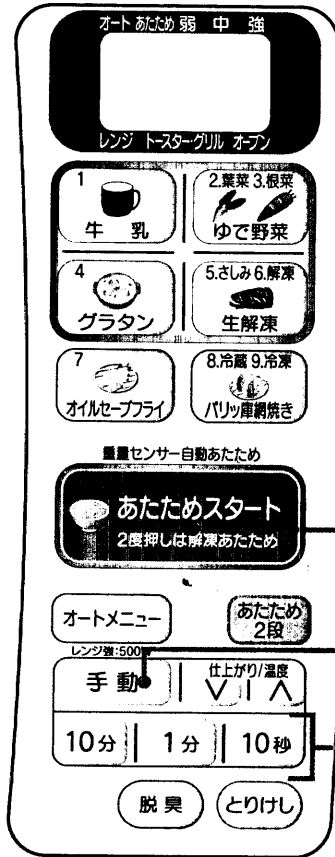 オート あたため 弱 中 強
レンジ トースター・グリル オーブン
1
牛 乳
2.葉菜 3.根菜
ゆで野菜
4
グラタン
5.さしみ 6.解凍
生解凍
7
オイルセーブフライ
8.冷蔵 9.冷凍
パリッ庫網焼き
重量センサー自動あたため
あたためスタート
2度押しは解凍あたため
オートメニュー
あたため
2段
レンジ強:500W
手 動
仕上がり/温度
10分
1分
10秒
脱臭
とりけし